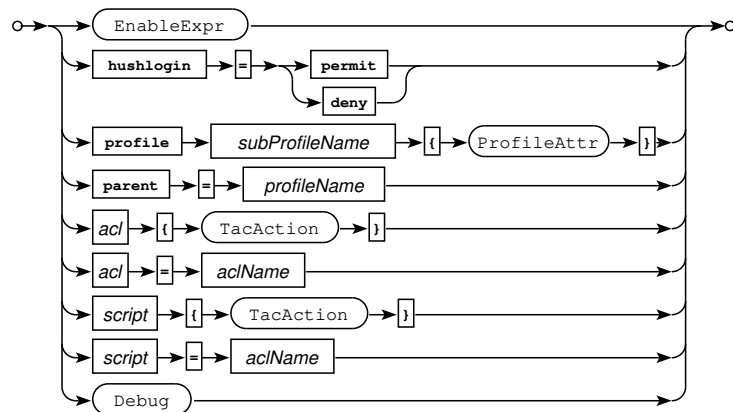 EnableExpr
hushlogin = permit
deny
profile subProfileName { ProfileAttr }
parent = profileName
acl { TacAction }
acl = aclName
script { TacAction }
script = aclName
Debug